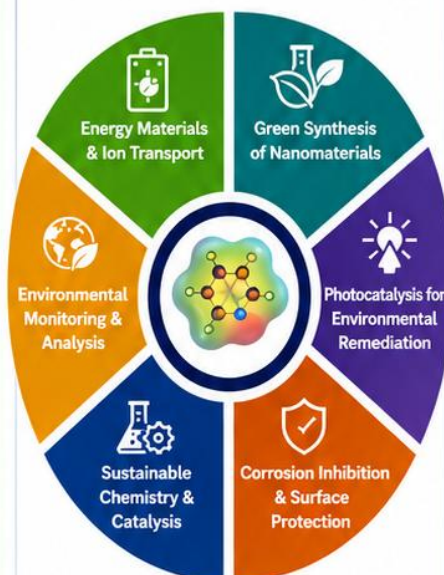 Energy Materials
& Ion Transport
Green Synthesis
of Nanomaterials
Environmental
Monitoring &
Analysis
Photocatalysis for
Environmental
Remediation
Sustainable
Chemistry &
Catalysis
Corrosion Inhibition
& Surface
Protection